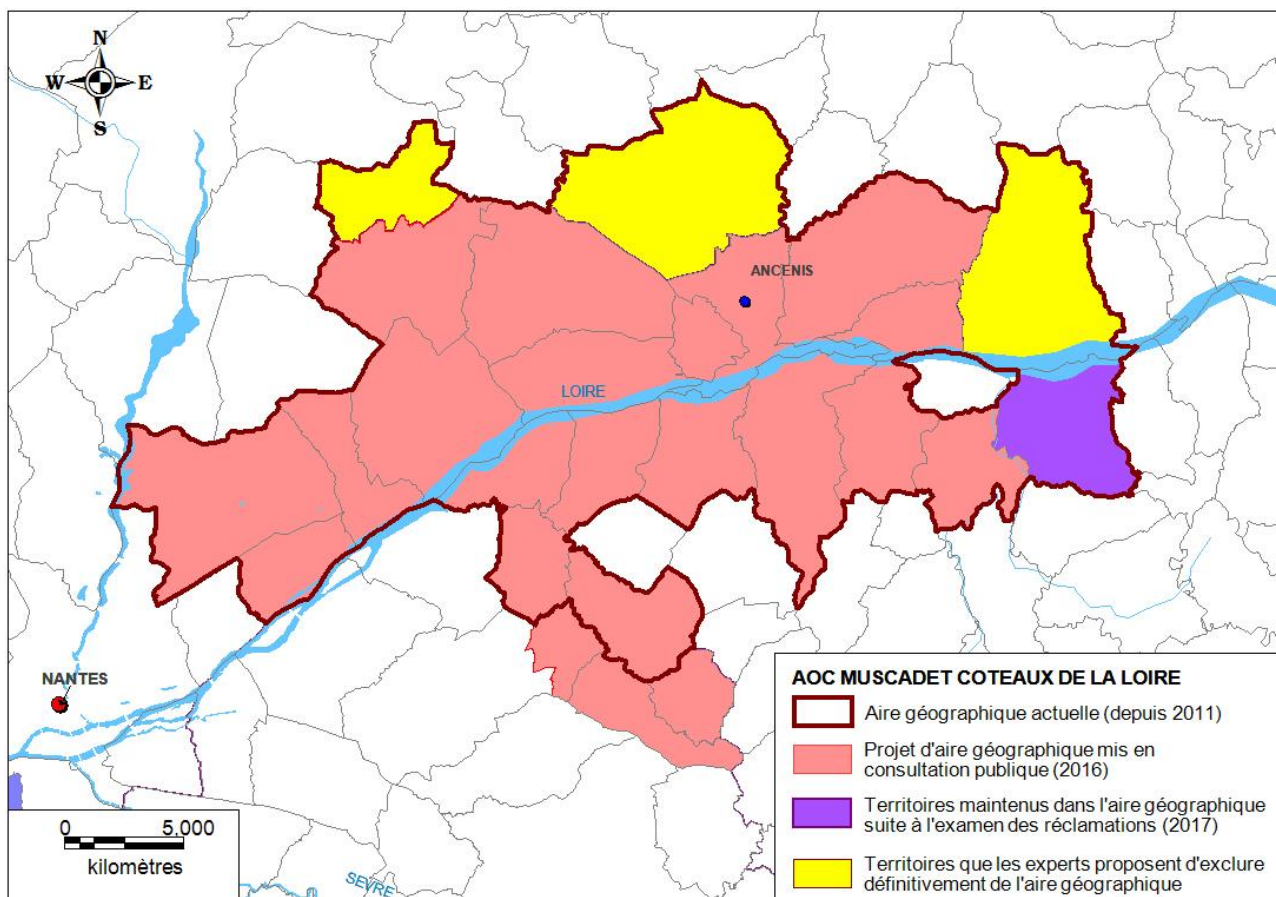 N
W E
S
ANCENIS
LOIRE
NANTES
SEVRE
0 5,000
kilomètres
AOC MUSCADET COTEAUX DE LA LOIRE
Aire géographique actuelle (depuis 2011)
Projet d'aire géographique mis en
consultation publique (2016)
Territoires maintenus dans l'aire géographique
suite à l'examen des réclamations (2017)
Territoires que les experts proposent d'exclure
définitivement de l'aire géographique